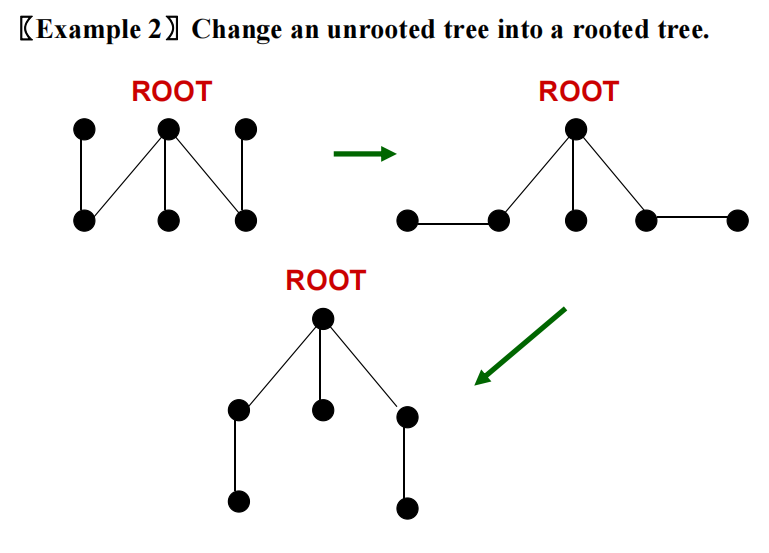 〖Example 2〗 Change an unrooted tree into a rooted tree.
ROOT
ROOT
ROOT